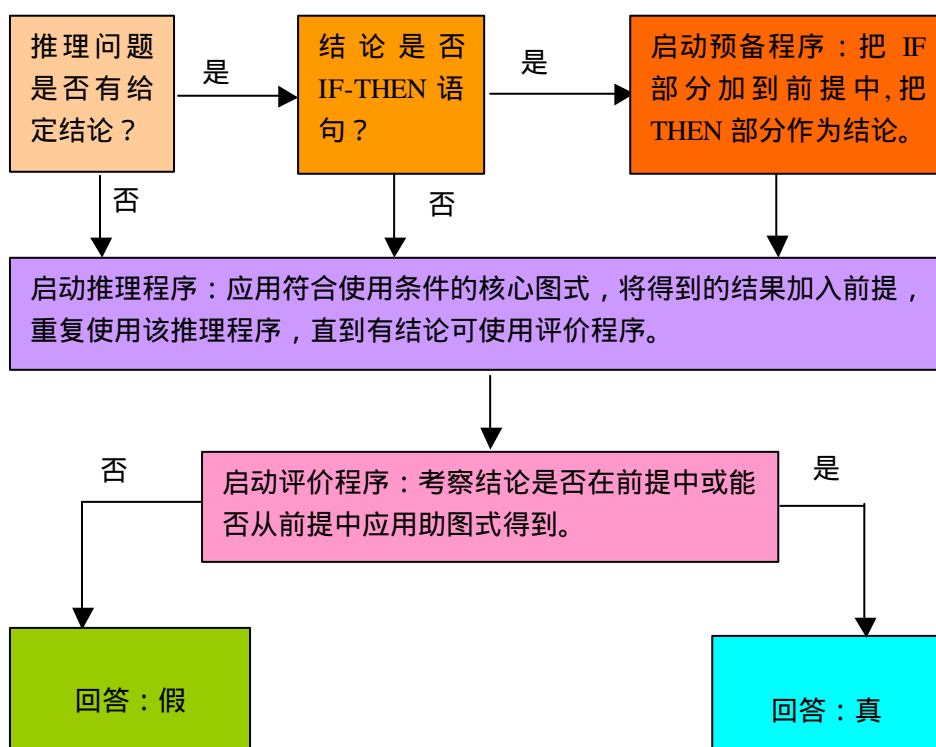 推理问题
是否有给
定结论？
是
结论是否
IF-THEN 语
句？
是
启动预备程序：把 IF
部分加到前提中,把
THEN 部分作为结论。
否
否
启动推理程序：应用符合使用条件的核心图式，将得到的结果加入前提，
重复使用该推理程序，直到有结论可使用评价程序。
否
启动评价程序：考察结论是否在前提中或能
否从前提中应用助图式得到。
是
回答：假
回答：真